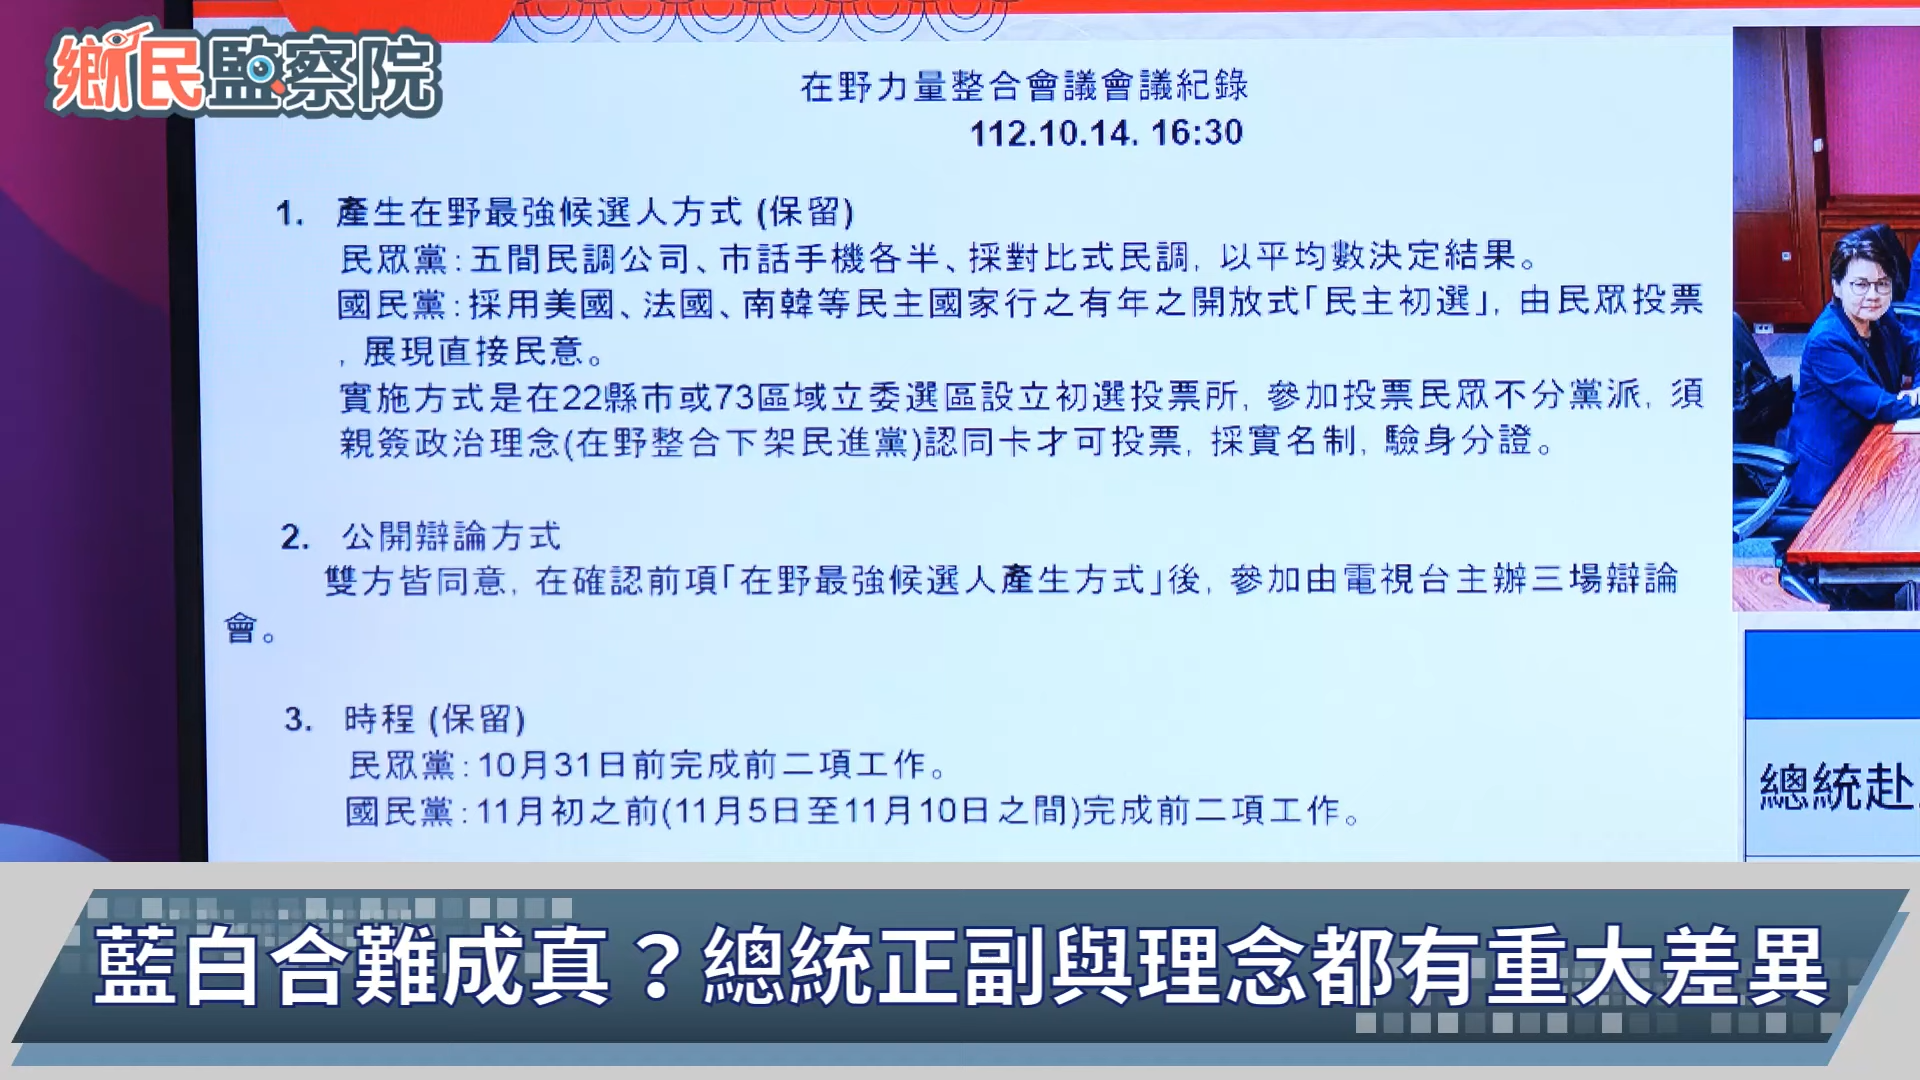 鄉民監察院
在野力量整合會議會議紀錄
112.10.14. 16:30
1. 產生在野最強候選人方式 (保留)
民眾黨:五間民調公司、市話手機各半、採對比式民調, 以平均數決定結果。
國民黨:採用美國、法國、南韓等民主國家行之有年之開放式「民主初選」, 由民眾投票
, 展現直接民意。
實施方式是在22縣市或73區域立委選區設立初選投票所, 參加投票民眾不分黨派, 須
親簽政治理念(在野整合下架民進黨)認同卡才可投票, 採實名制, 驗身分證。
2. 公開辯論方式
雙方皆同意, 在確認前項「在野最強候選人產生方式」後, 參加由電視台主辦三場辯論
會。
3. 時程 (保留)
民眾黨:10月31日前完成前二項工作。
國民黨:11月初之前(11月5日至11月10日之間)完成前二項工作。
總統赴
藍白合難成真？總統正副與理念都有重大差異